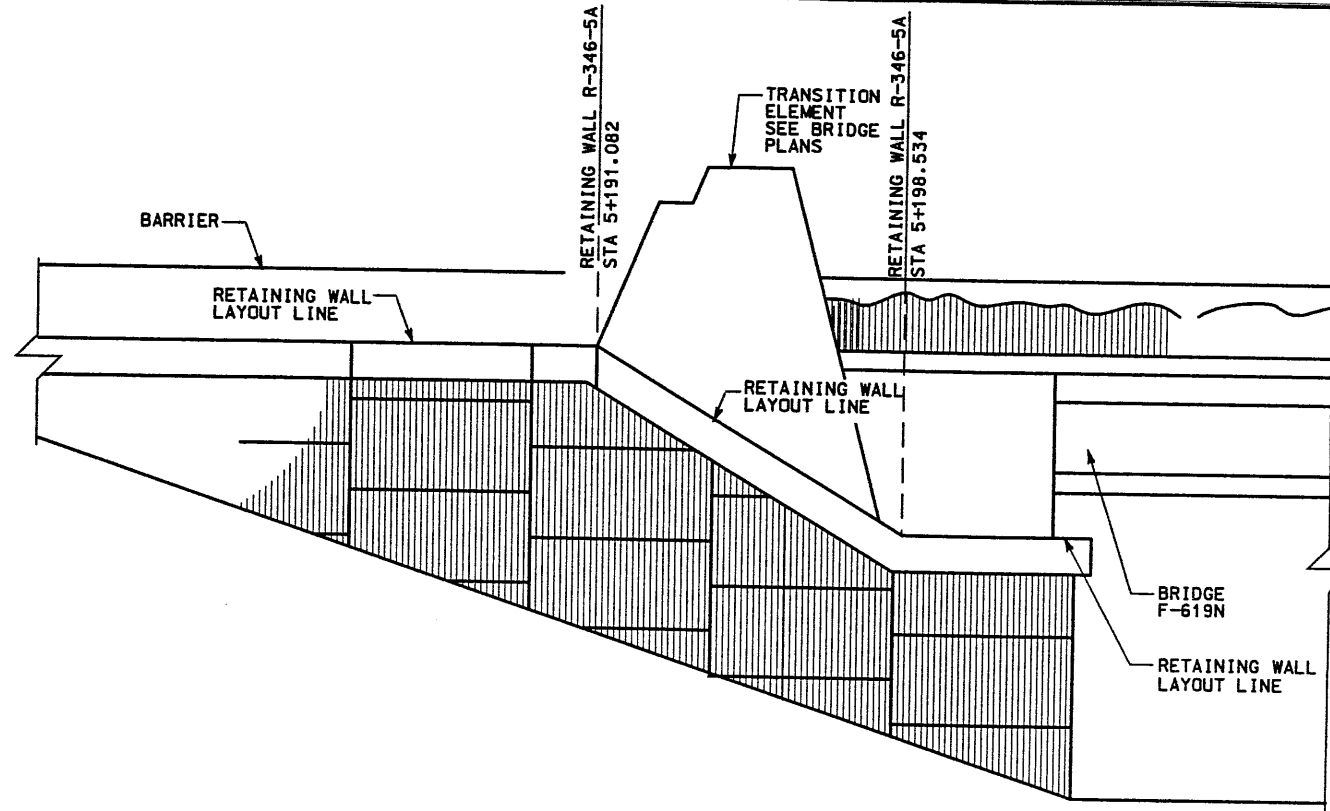 RETAINING WALL R-346-5A
STA 5+191.082
TRANSITION
ELEMENT
SEE BRIDGE
PLANS
RETAINING WALL R-346-5A
STA 5+198.534
BARRIER
RETAINING WALL
LAYOUT LINE
RETAINING WALL
LAYOUT LINE
BRIDGE
F-619N
RETAINING WALL
LAYOUT LINE